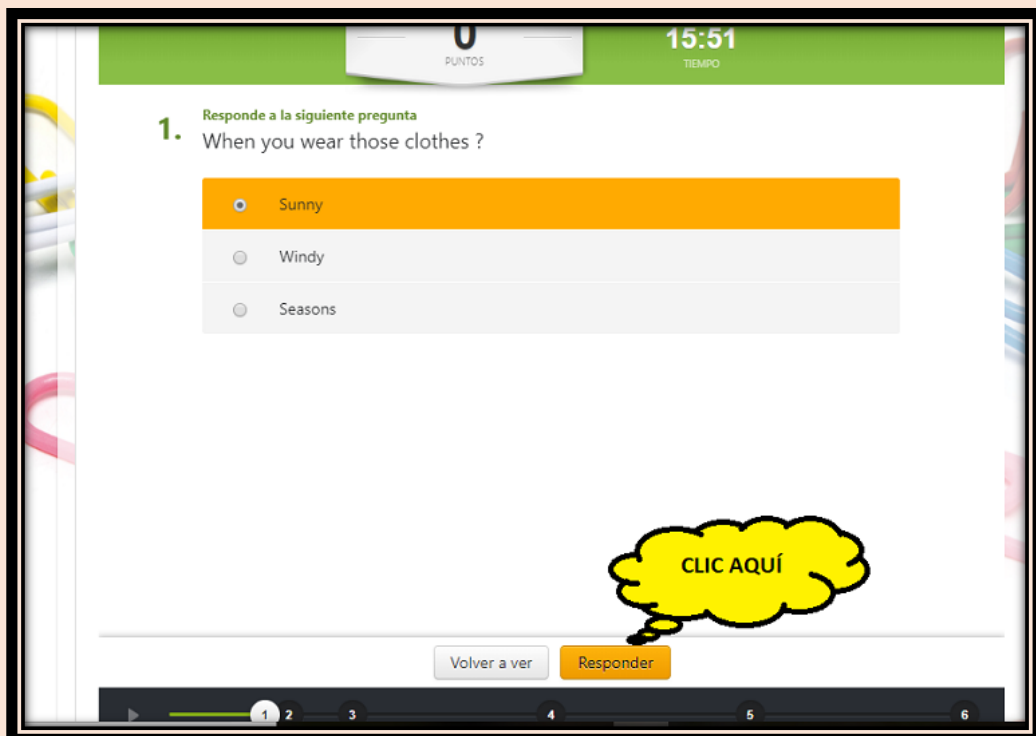 0
PUNTOS
15:51
TIEMPO
1.
Responde a la siguiente pregunta
When you wear those clothes ?
Sunny
Windy
Seasons
CLIC AQUÍ
Volver a ver
Responder
1 2 3 4 5 6